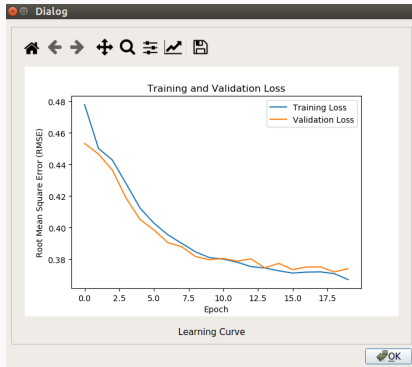 Dialog
Training and Validation Loss
Training Loss
Validation Loss
Root Mean Square Error (RMSE)
0.48
0.46
0.44
0.42
0.40
0.38
0.0 2.5 5.0 7.5 10.0 12.5 15.0 17.5
Epoch
Learning Curve
OK